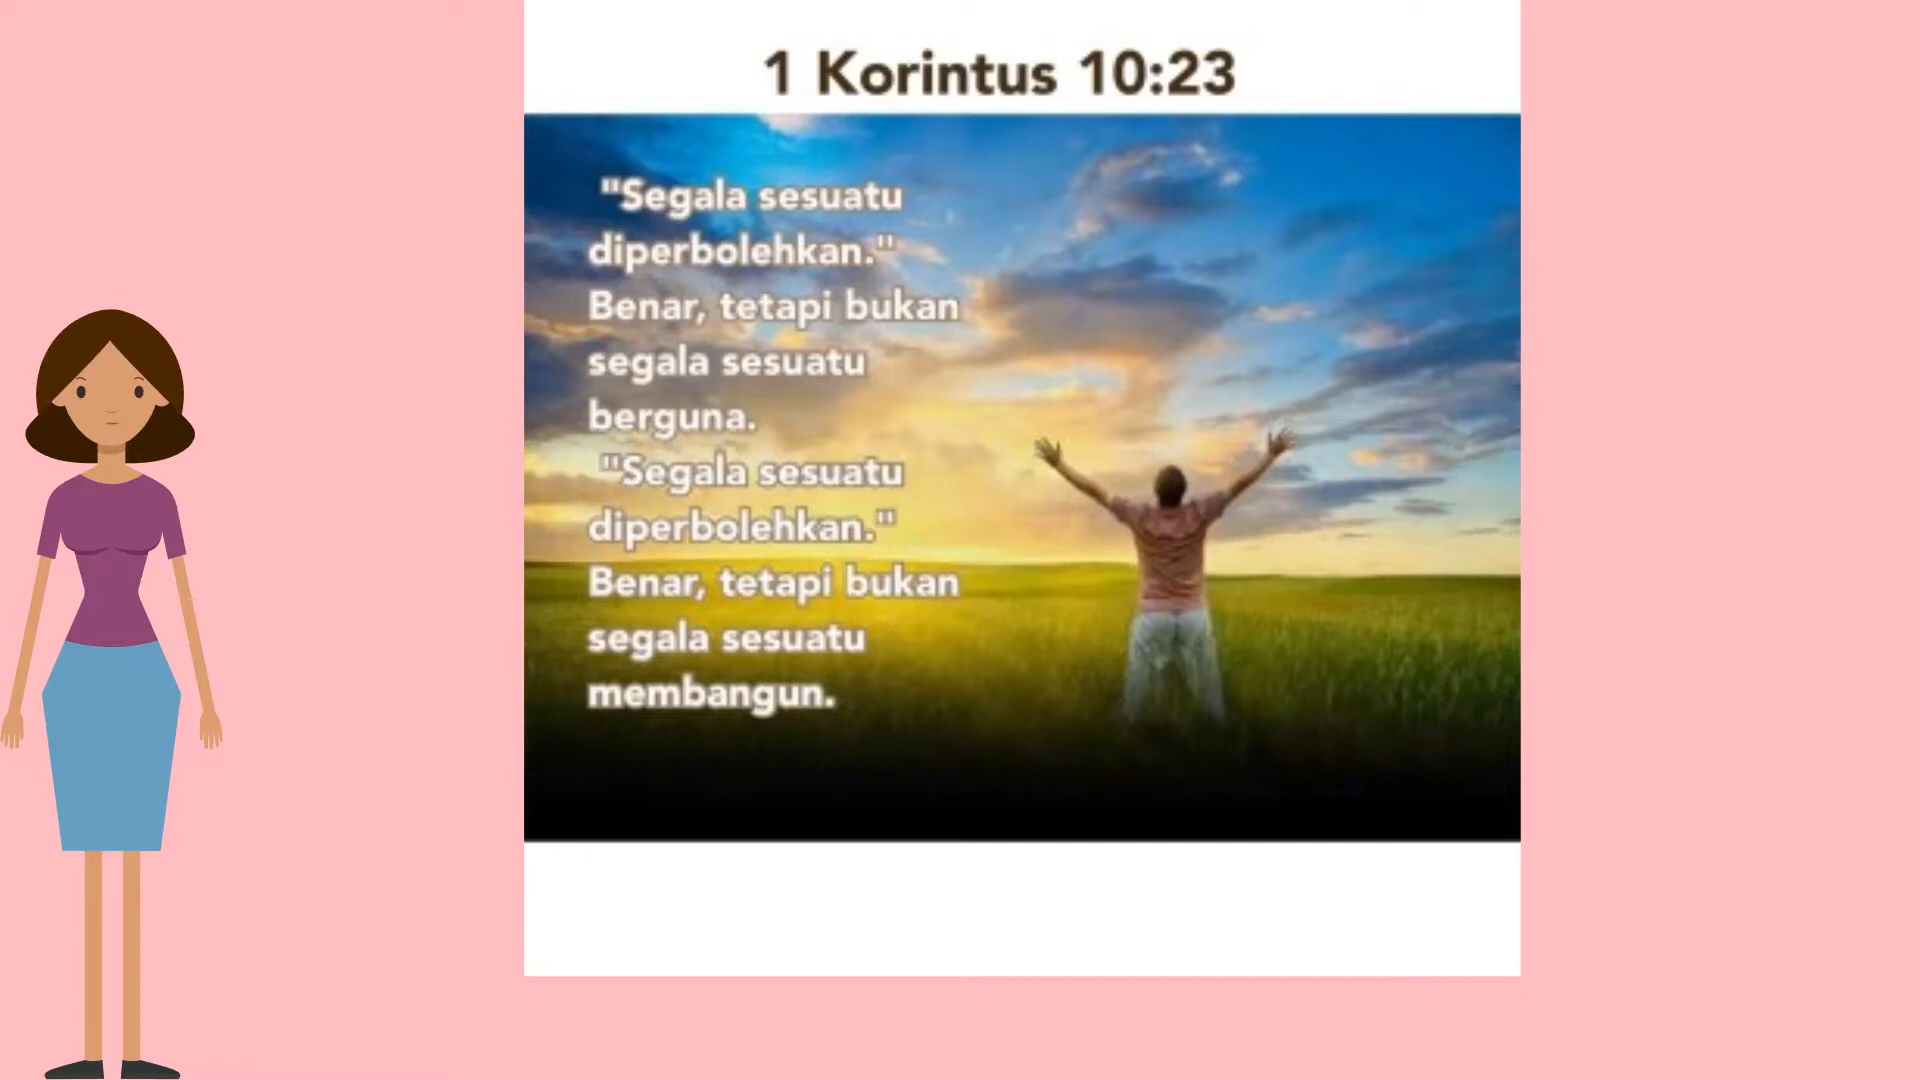 1 Korintus 10:23
"Segala sesuatu
diperbolehkan."
Benar, tetapi bukan
segala sesuatu
berguna.
"Segala sesuatu
diperbolehkan."
Benar, tetapi bukan
segala sesuatu
membangun.